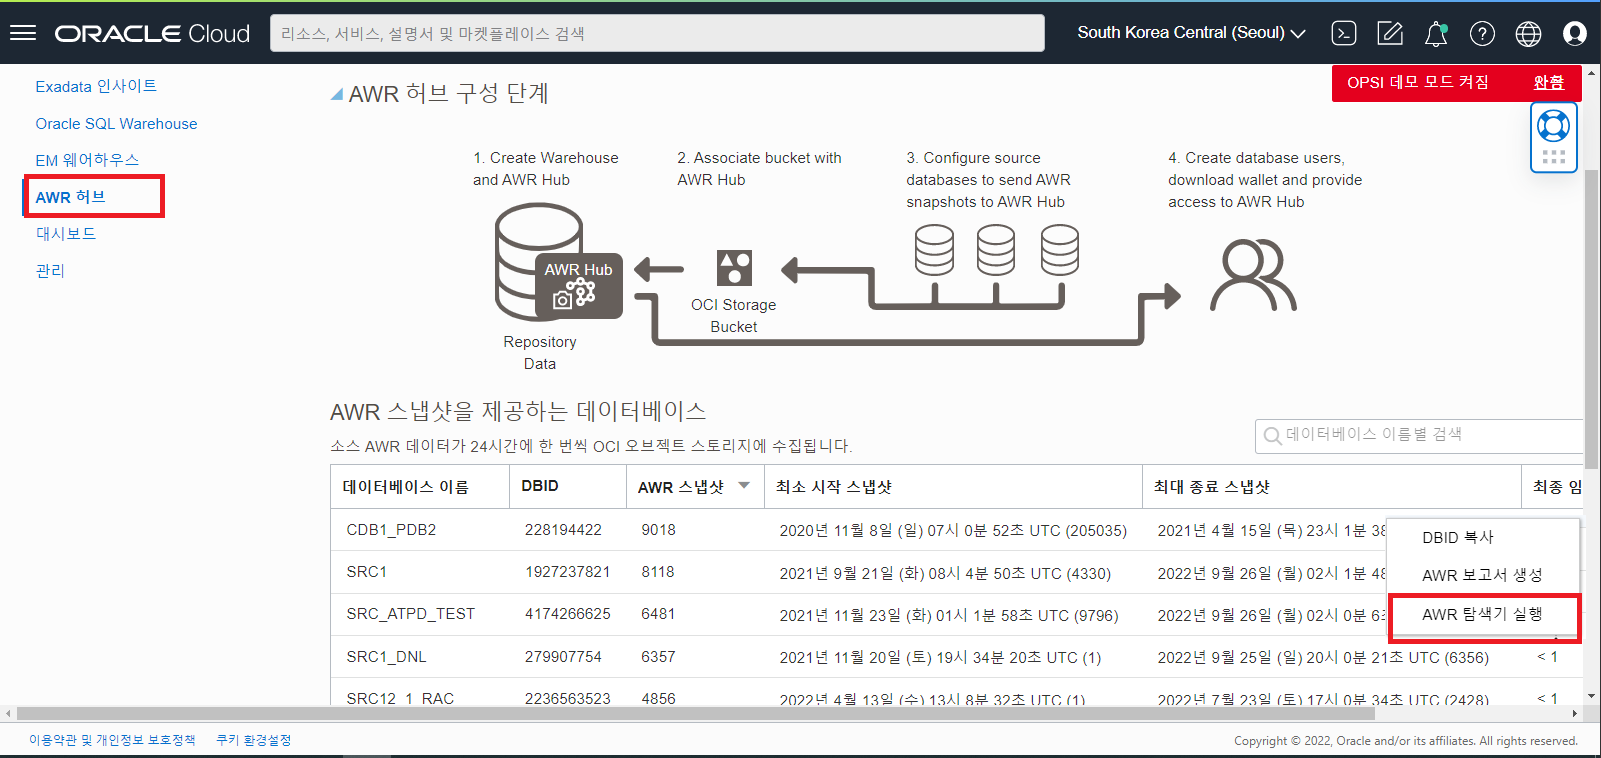 ORACLE Cloud
리소스, 서비스, 설명서 및 마켓플레이스 검색
South Korea Central (Seoul)
Exadata 인사이트
Oracle SQL Warehouse
EM 웨어하우스
AWR 허브
대시보드
관리
OPSI 데모 모드 켜짐
AWR 허브 구성 단계
1. Create Warehouse
and AWR Hub
2. Associate bucket with
AWR Hub
3. Configure source
databases to send AWR
snapshots to AWR Hub
4. Create database users,
download wallet and provide
access to AWR Hub
AWR Hub
Repository
Data
OCI Storage
Bucket
AWR 스냅샷을 제공하는 데이터베이스
소스 AWR 데이터가 24시간에 한 번씩 OCI 오브젝트 스토리지에 수집됩니다.
데이터베이스 이름별 검색
데이터베이스 이름 DBID AWR 스냅샷 최소 시작 스냅샷 최대 종료 스냅샷 최종 임
CDB1_PDB2 228194422 9018 2020년 11월 8일 (일) 07시 0분 52초 UTC (205035) 2021년 4월 15일 (목) 23시 1분 38
SRC1 1927237821 8118 2021년 9월 21일 (화) 08시 4분 50초 UTC (4330) 2022년 9월 26일 (월) 02시 1분 48
SRC_ATPD_TEST 4174266625 6481 2021년 11월 23일 (화) 01시 1분 58초 UTC (9796) 2022년 9월 26일 (월) 02시 0분 6
SRC1_DNL 279907754 6357 2021년 11월 20일 (토) 19시 34분 20초 UTC (1) 2022년 9월 25일 (일) 20시 0분 21초 UTC (6356) < 1
SRC12_1_RAC 2236563523 4856 2022년 4월 13일 (수) 13시 8분 32초 UTC (1) 2022년 7월 23일 (토) 17시 0분 34초 UTC (2428) < 1
DBID 복사
AWR 보고서 생성
AWR 탐색기 실행
이용약관 및 개인정보 보호정책 쿠키 환경설정
Copyright © 2022, Oracle and/or its affiliates. All rights reserved.